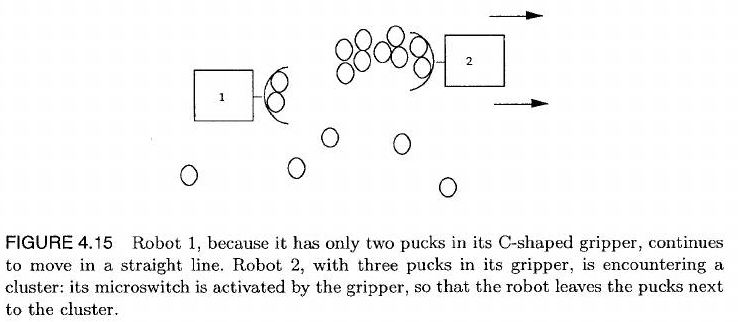 1
2
FIGURE 4.15 Robot 1, because it has only two pucks in its C-shaped gripper, continues
to move in a straight line. Robot 2, with three pucks in its gripper, is encountering a
cluster: its microswitch is activated by the gripper, so that the robot leaves the pucks next
to the cluster.